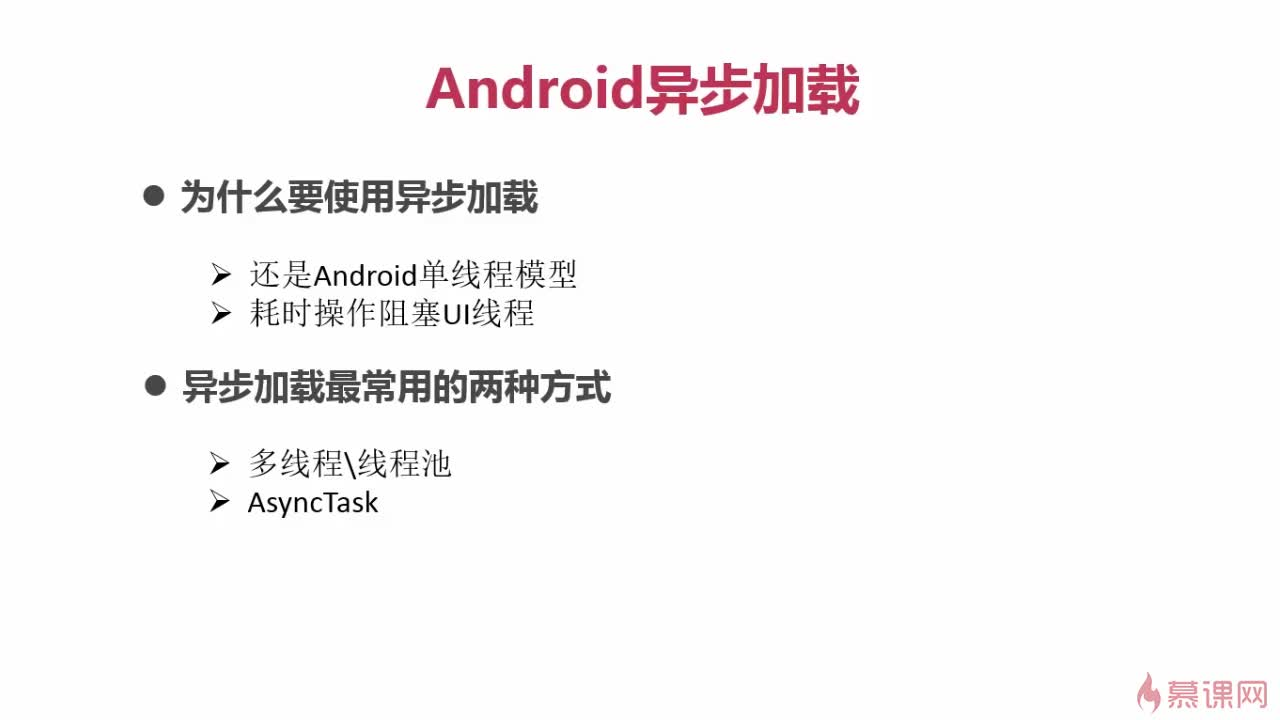 Android异步加载
为什么要使用异步加载
还是Android单线程模型
耗时操作阻塞UI线程
异步加载最常用的两种方式
多线程\线程池
AsyncTask
慕课网